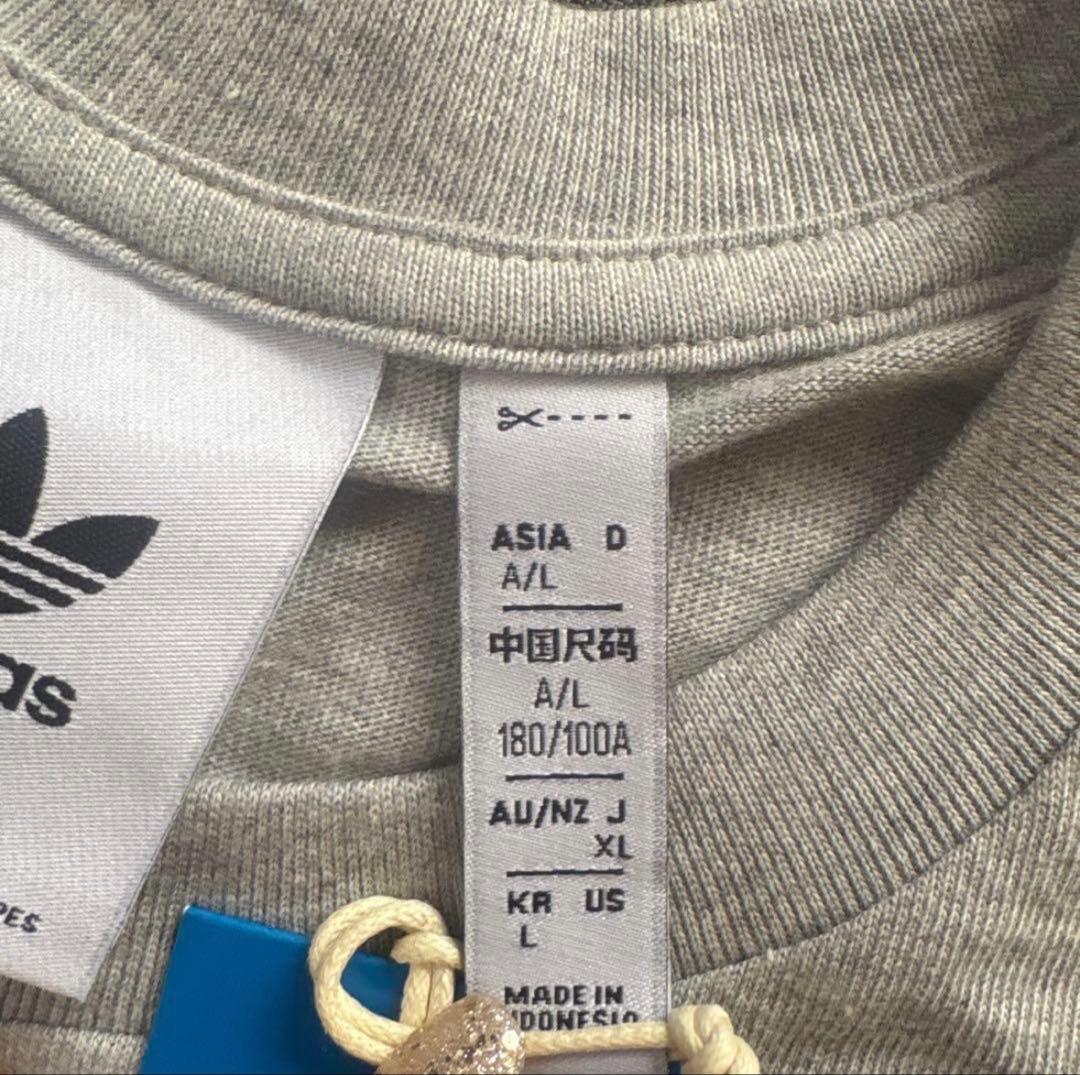 ASIA D
A/L
中国尺码
A/L
180/100A
AU/NZ J
XL
KR US
L
MADE IN